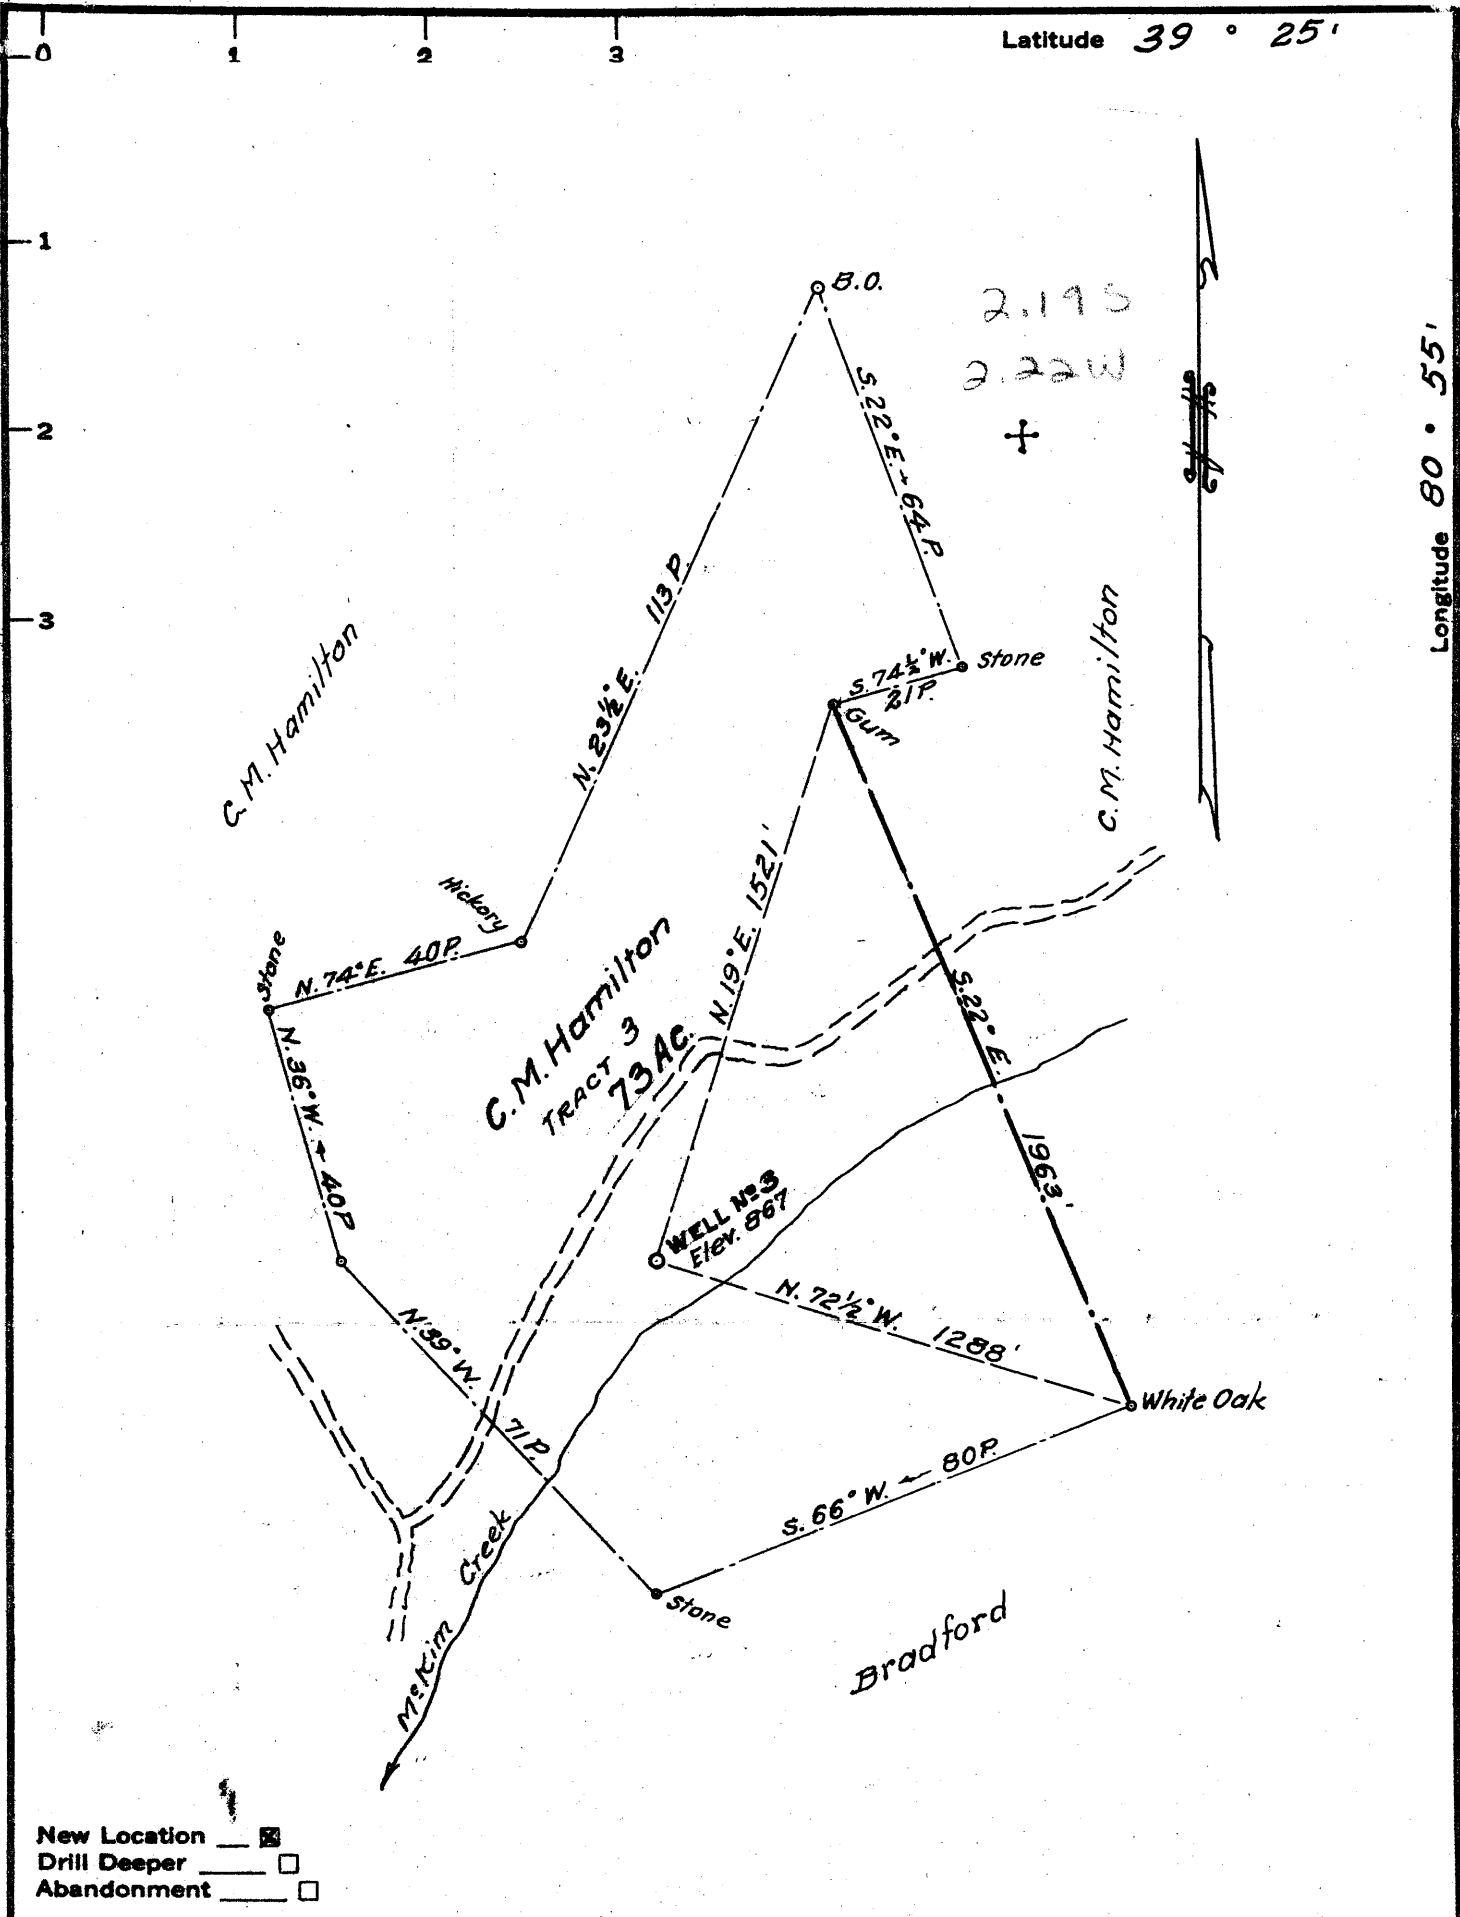 Latitude 39 ° 25'
0 1 2 3
1
2
3
Longitude 80 ° 55'
B.O.
2.19 S
2.22 W
S. 22° E. → 64 P.
113 P.
N. 23½° E.
Stone
S. 74½° W.
21 P.
Gum
C. M. Hamilton
C. M. Hamilton
Hickory
Stone
N. 74° E. 40 P.
N. 19° E. 1521'
C. M. Hamilton
TRACT 3
73 Ac.
S. 22° E. 1963'
N. 36° W. 40 P
WELL No 3
Elev. 867
N. 72½° W. 1288'
N. 39° W. 71 P.
White Oak
S. 66° W. ← 80 P.
Stone
McKim Creek
Bradford
New Location
Drill Deeper
Abandonment